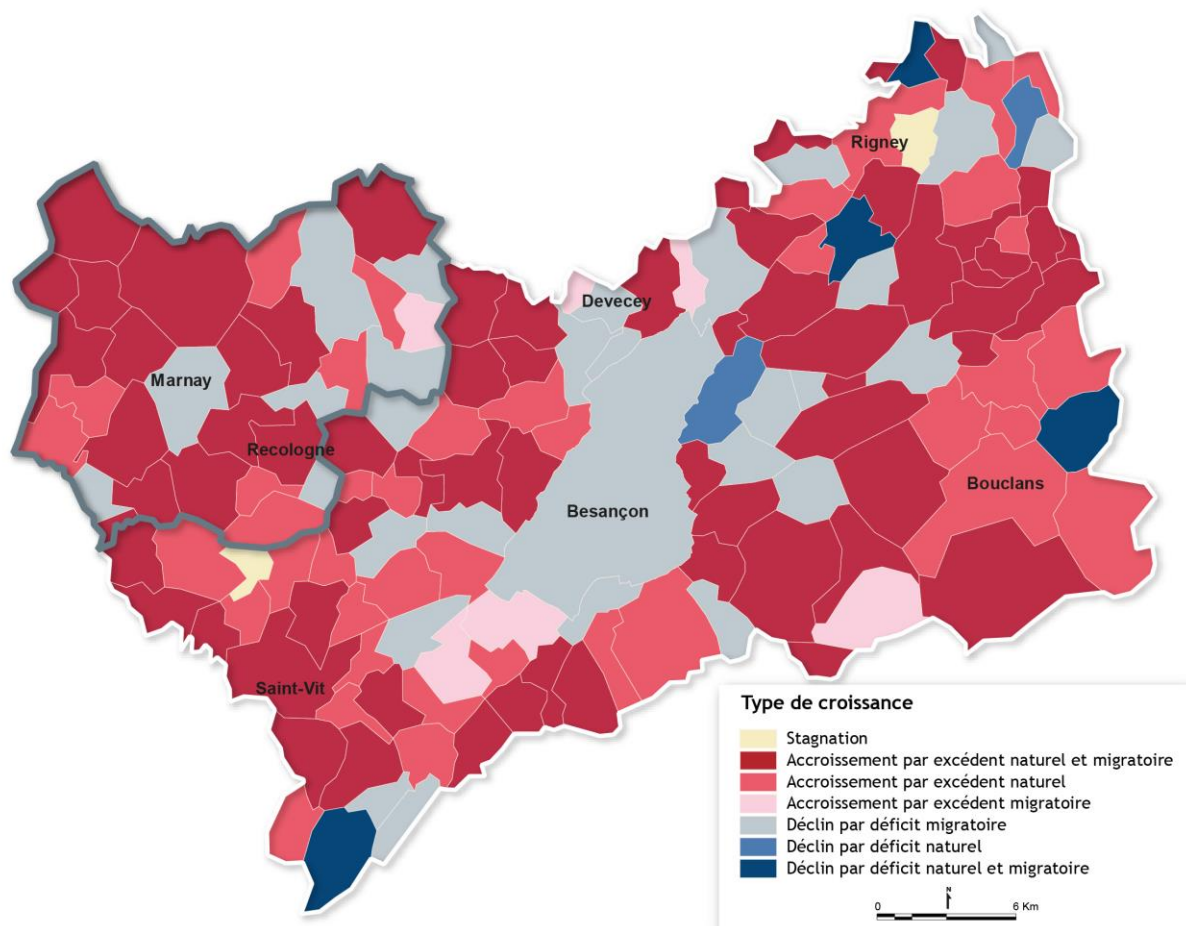 Rigney
Devecey
Marnay
Recologne
Besançon
Bouclans
Saint-Vit
Type de croissance
Stagnation
Accroissement par excédent naturel et migratoire
Accroissement par excédent naturel
Accroissement par excédent migratoire
Déclin par déficit migratoire
Déclin par déficit naturel
Déclin par déficit naturel et migratoire
N
0 6 Km